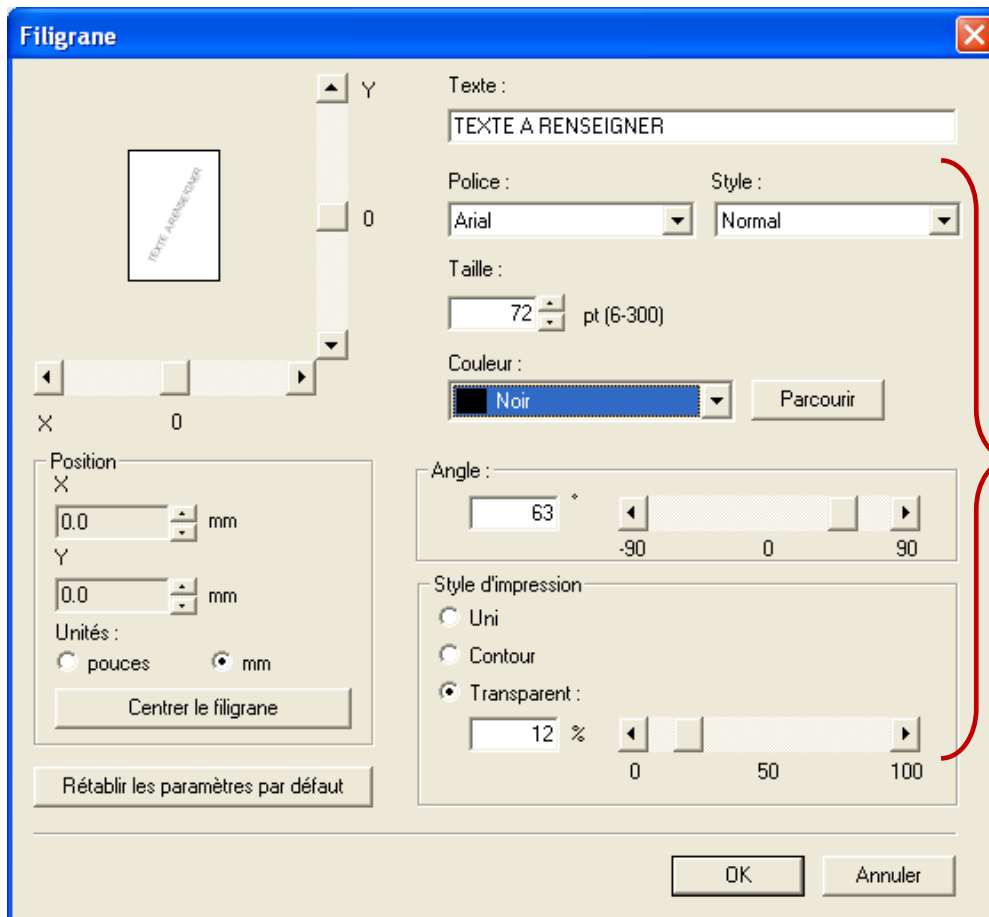 Filigrane
Y
0
X 0
TEXTE A RENSEIGNER
Texte :
TEXTE A RENSEIGNER
Police : Style :
Arial Normal
Taille :
72 pt (6-300)
Couleur :
Noir Parcourir
Position
X
0.0 mm
Y
0.0 mm
Unités :
pouces mm
Centrer le filigrane
Rétablir les paramètres par défaut
Angle :
63 °
-90 0 90
Style d'impression
Uni
Contour
Transparent :
12 %
0 50 100
OK Annuler